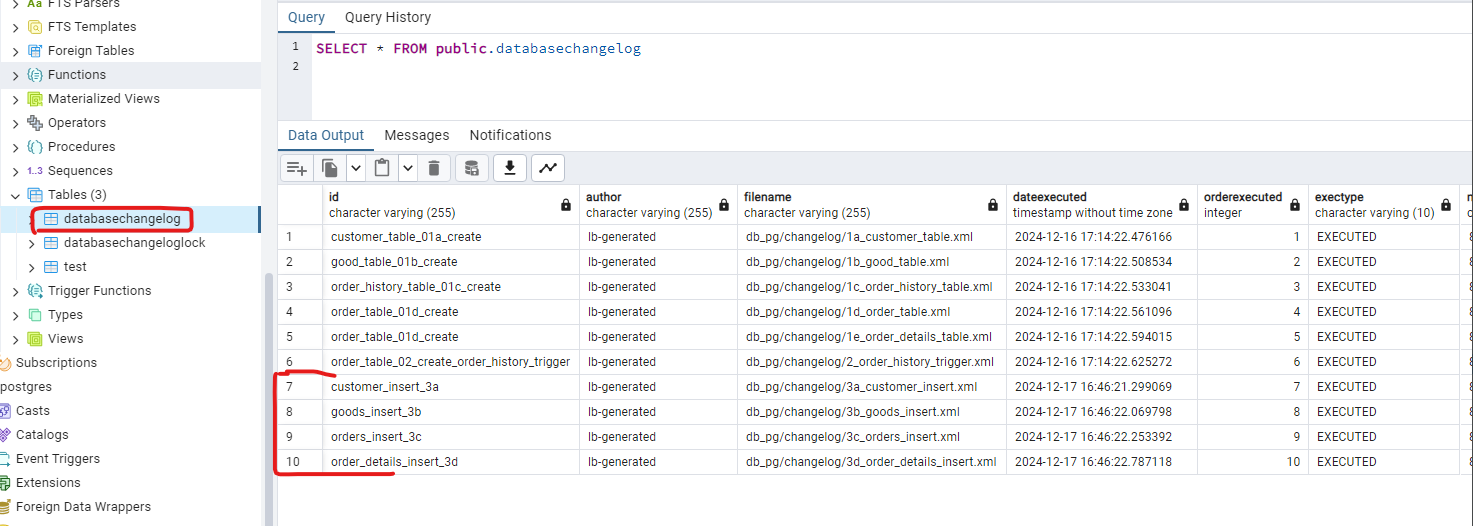 FTS Parsers
FTS Templates
Foreign Tables
Functions
Materialized Views
Operators
Procedures
1..3 Sequences
Tables (3)
databasechangelog
databasechangeloglock
test
Trigger Functions
Types
Views
Subscriptions
postgres
Casts
Catalogs
Event Triggers
Extensions
Foreign Data Wrappers
Query Query History
1 SELECT * FROM public.databasechangelog
2
Data Output Messages Notifications
id author filename dateexecuted orderexecuted exectype
character varying (255) character varying (255) character varying (255) timestamp without time zone integer character varying (10)
1 customer_table_01a_create lb-generated db_pg/changelog/1a_customer_table.xml 2024-12-16 17:14:22.476166 1 EXECUTED
2 good_table_01b_create lb-generated db_pg/changelog/1b_good_table.xml 2024-12-16 17:14:22.508534 2 EXECUTED
3 order_history_table_01c_create lb-generated db_pg/changelog/1c_order_history_table.xml 2024-12-16 17:14:22.533041 3 EXECUTED
4 order_table_01d_create lb-generated db_pg/changelog/1d_order_table.xml 2024-12-16 17:14:22.561096 4 EXECUTED
5 order_table_01d_create lb-generated db_pg/changelog/1e_order_details_table.xml 2024-12-16 17:14:22.594015 5 EXECUTED
6 order_table_02_create_order_history_trigger lb-generated db_pg/changelog/2_order_history_trigger.xml 2024-12-16 17:14:22.625272 6 EXECUTED
7 customer_insert_3a lb-generated db_pg/changelog/3a_customer_insert.xml 2024-12-17 16:46:21.299069 7 EXECUTED
8 goods_insert_3b lb-generated db_pg/changelog/3b_goods_insert.xml 2024-12-17 16:46:22.069798 8 EXECUTED
9 orders_insert_3c lb-generated db_pg/changelog/3c_orders_insert.xml 2024-12-17 16:46:22.253392 9 EXECUTED
10 order_details_insert_3d lb-generated db_pg/changelog/3d_order_details_insert.xml 2024-12-17 16:46:22.787118 10 EXECUTED